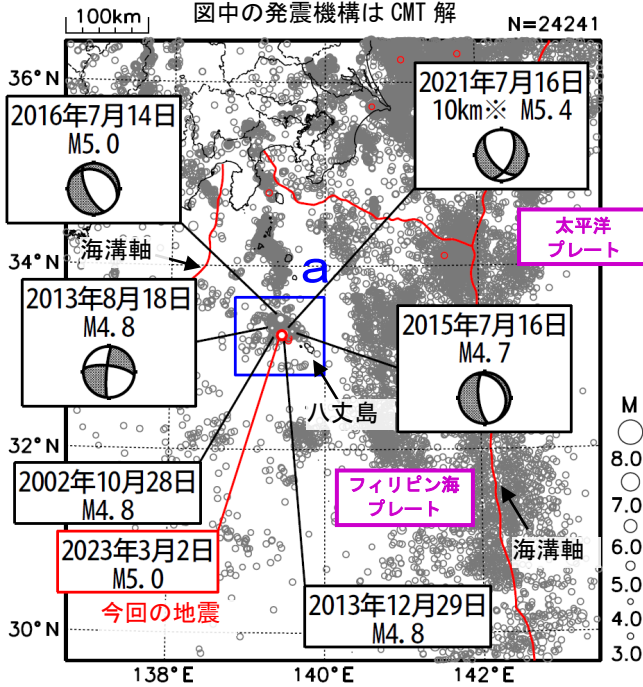 100km
図中の発震機構は CMT 解
N=24241
36°N
2016年7月14日
M5.0
2021年7月16日
10km※ M5.4
太平洋
プレート
海溝軸
34°N
a
2013年8月18日
M4.8
2015年7月16日
M4.7
八丈島
M
8.0
7.0
6.0
5.0
4.0
3.0
32°N
2002年10月28日
M4.8
フィリピン海
プレート
海溝軸
2023年3月2日
M5.0
今回の地震
2013年12月29日
M4.8
30°N
138°E
140°E
142°E